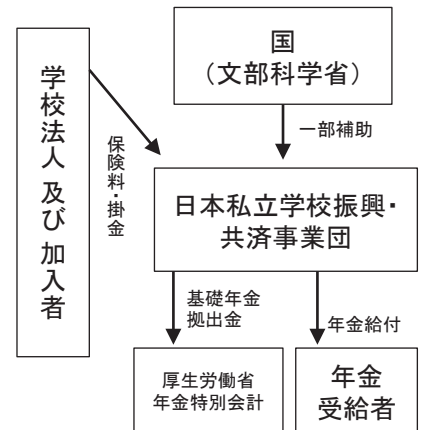 国
（文部科学省）
学校法人 及び 加入者
保険料・掛金
一部補助
日本私立学校振興・
共済事業団
基礎年金
拠出金
年金給付
厚生労働省
年金特別会計
年金
受給者